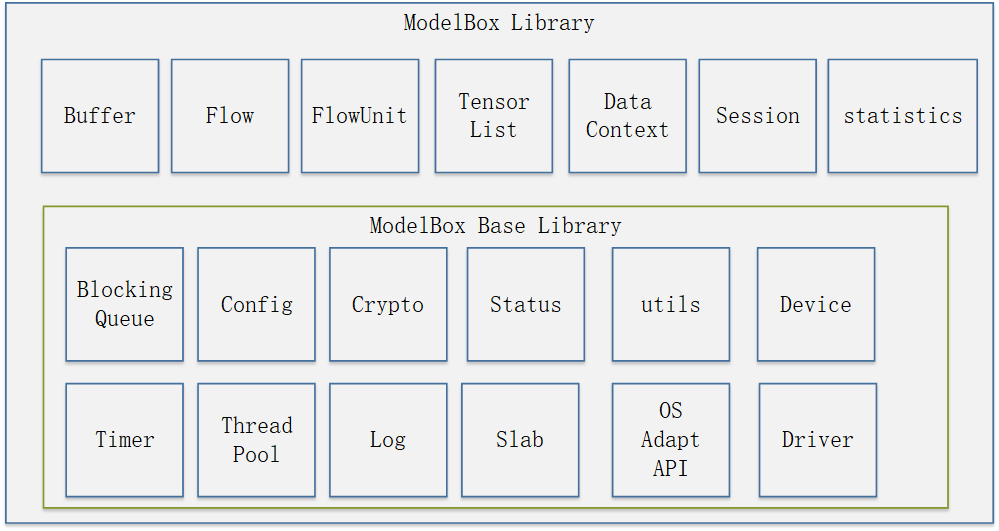 ModelBox Library
Buffer
Flow
FlowUnit
Tensor
List
Data
Context
Session
statistics
ModelBox Base Library
Blocking
Queue
Config
Crypto
Status
utils
Device
Timer
Thread
Pool
Log
Slab
OS
Adapt
API
Driver